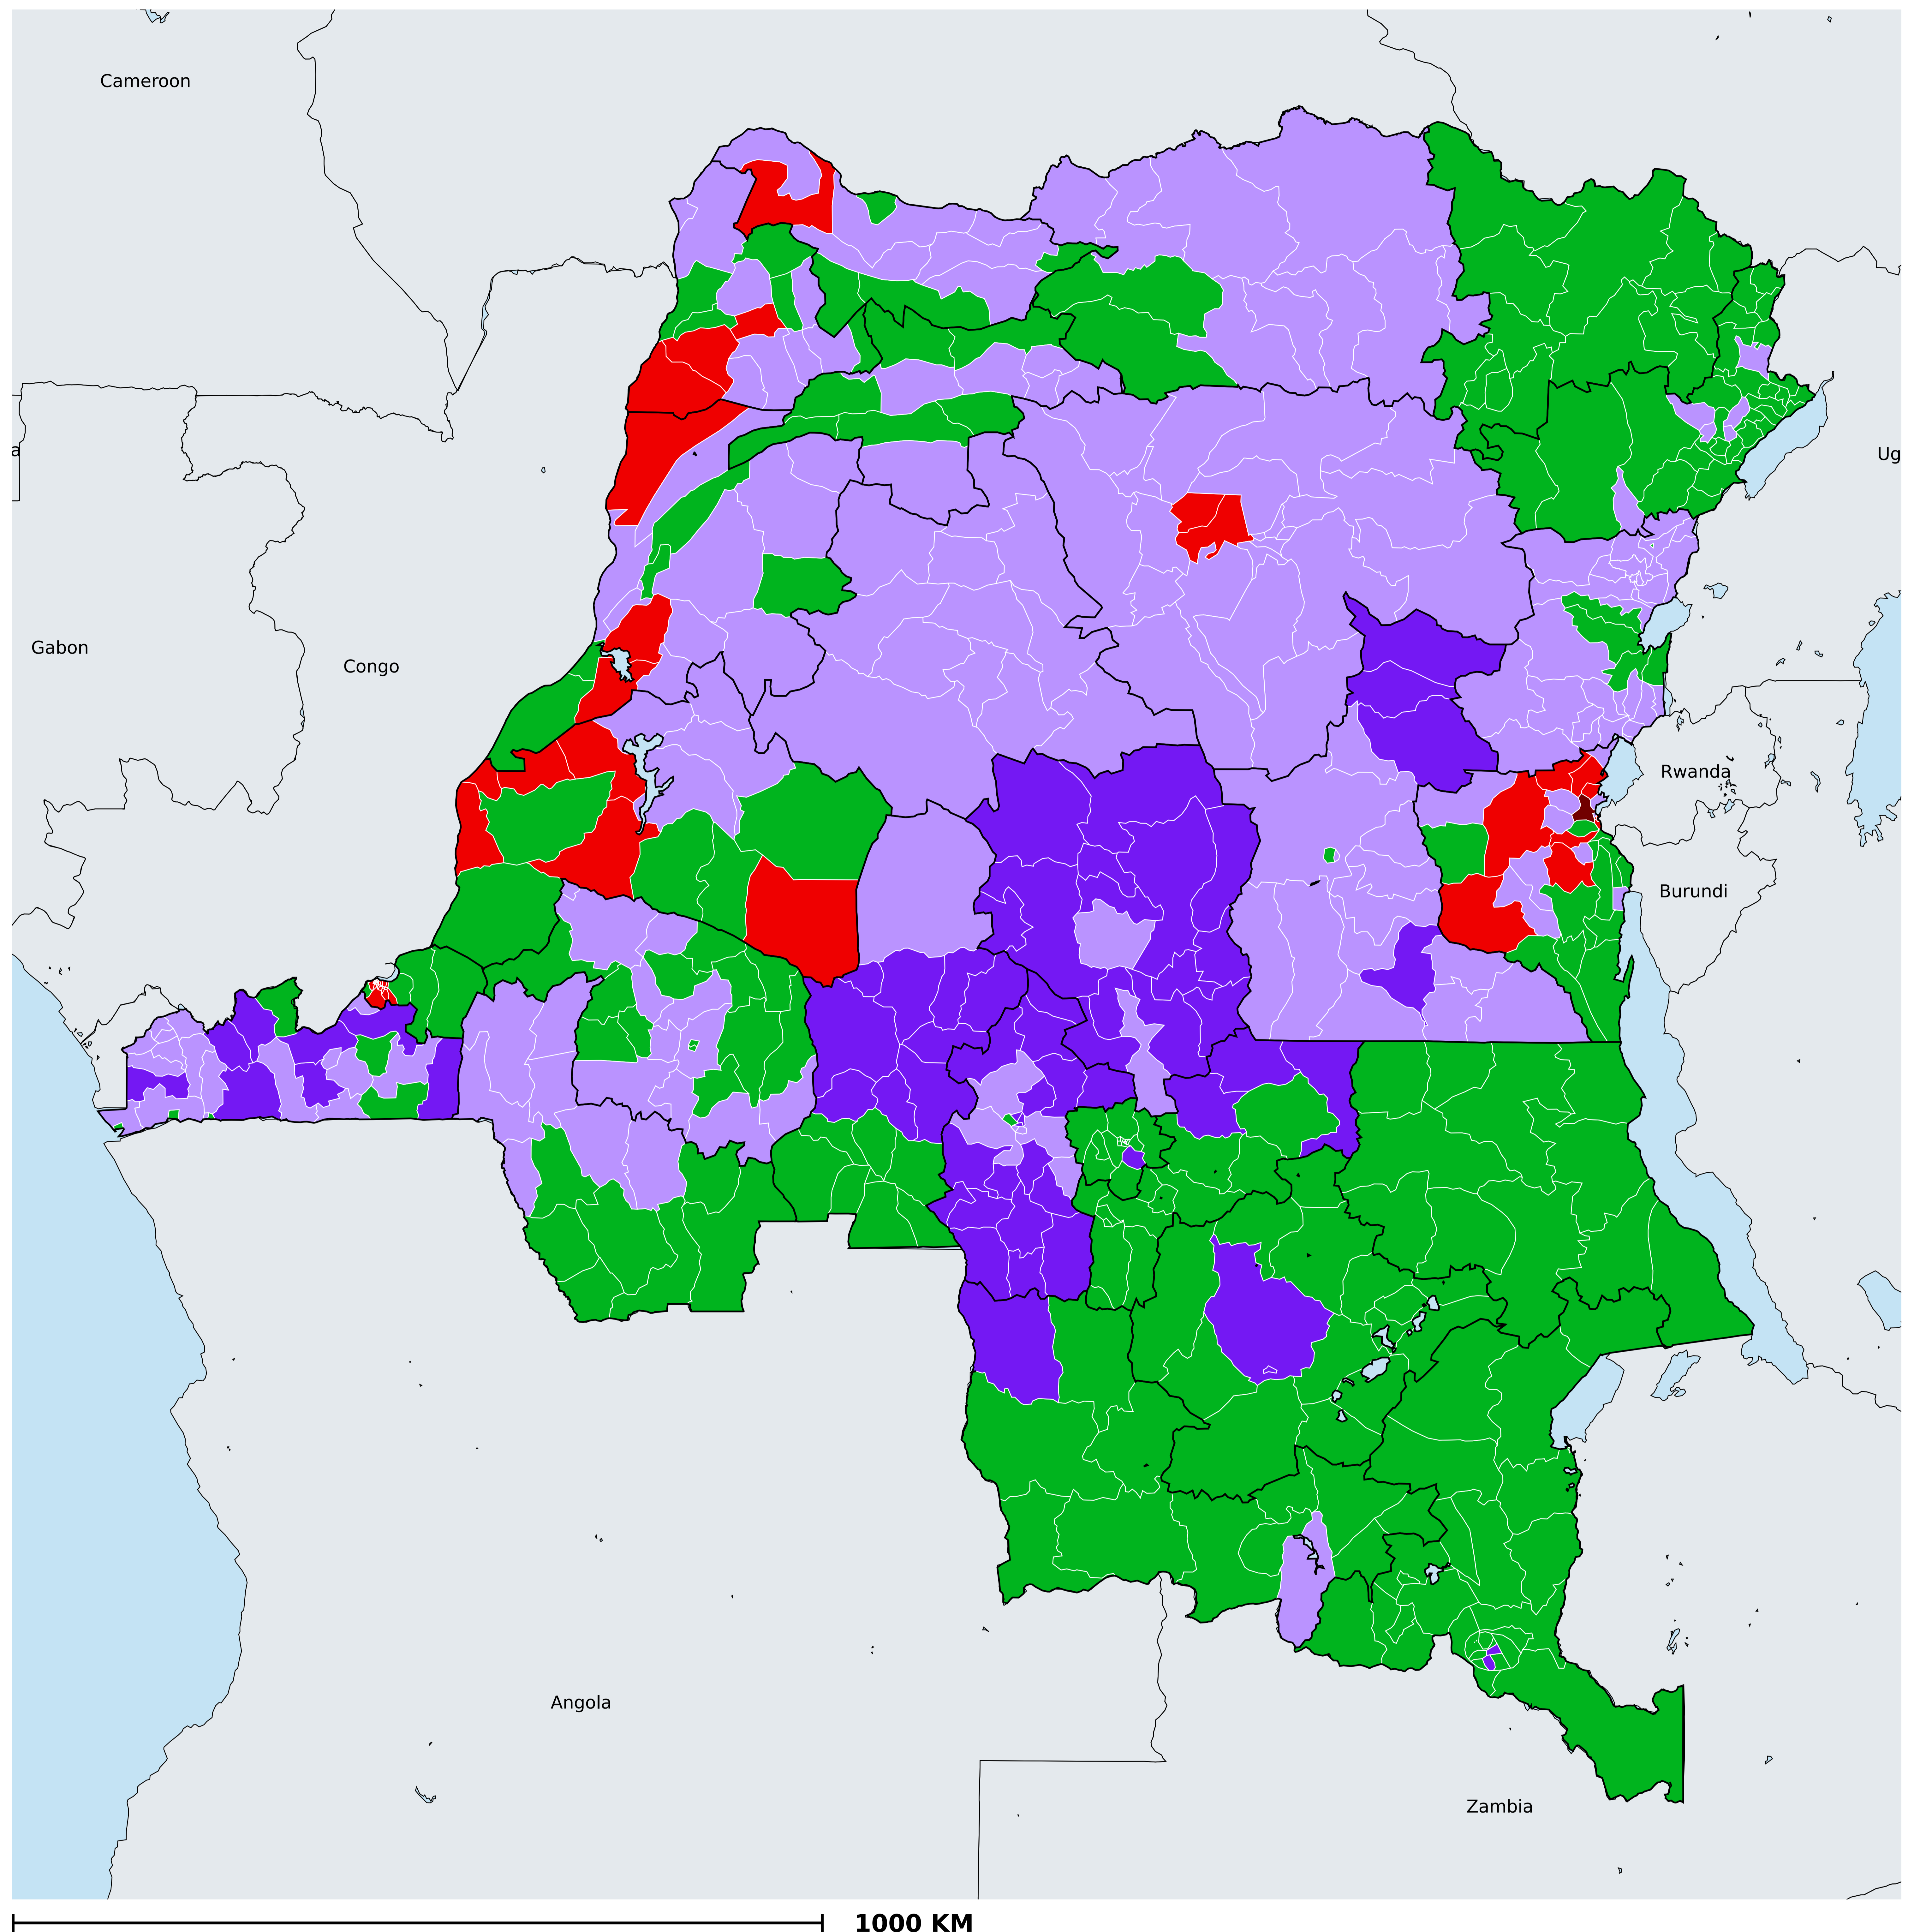 Cameroon
a
Ug
Gabon
Congo
Rwanda
Burundi
Angola
Zambia
1000 KM